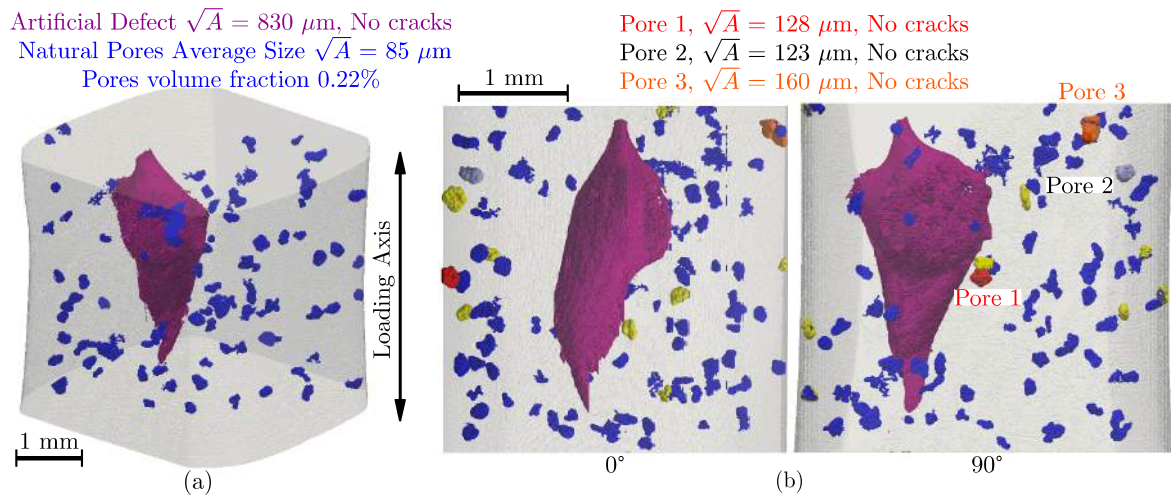 Artificial Defect √A = 830 μm, No cracks
Natural Pores Average Size √A = 85 μm
Pores volume fraction 0.22%
Loading Axis
1 mm
(a)
Pore 1, √A = 128 μm, No cracks
Pore 2, √A = 123 μm, No cracks
Pore 3, √A = 160 μm, No cracks
1 mm
Pore 3
Pore 2
Pore 1
0°
90°
(b)